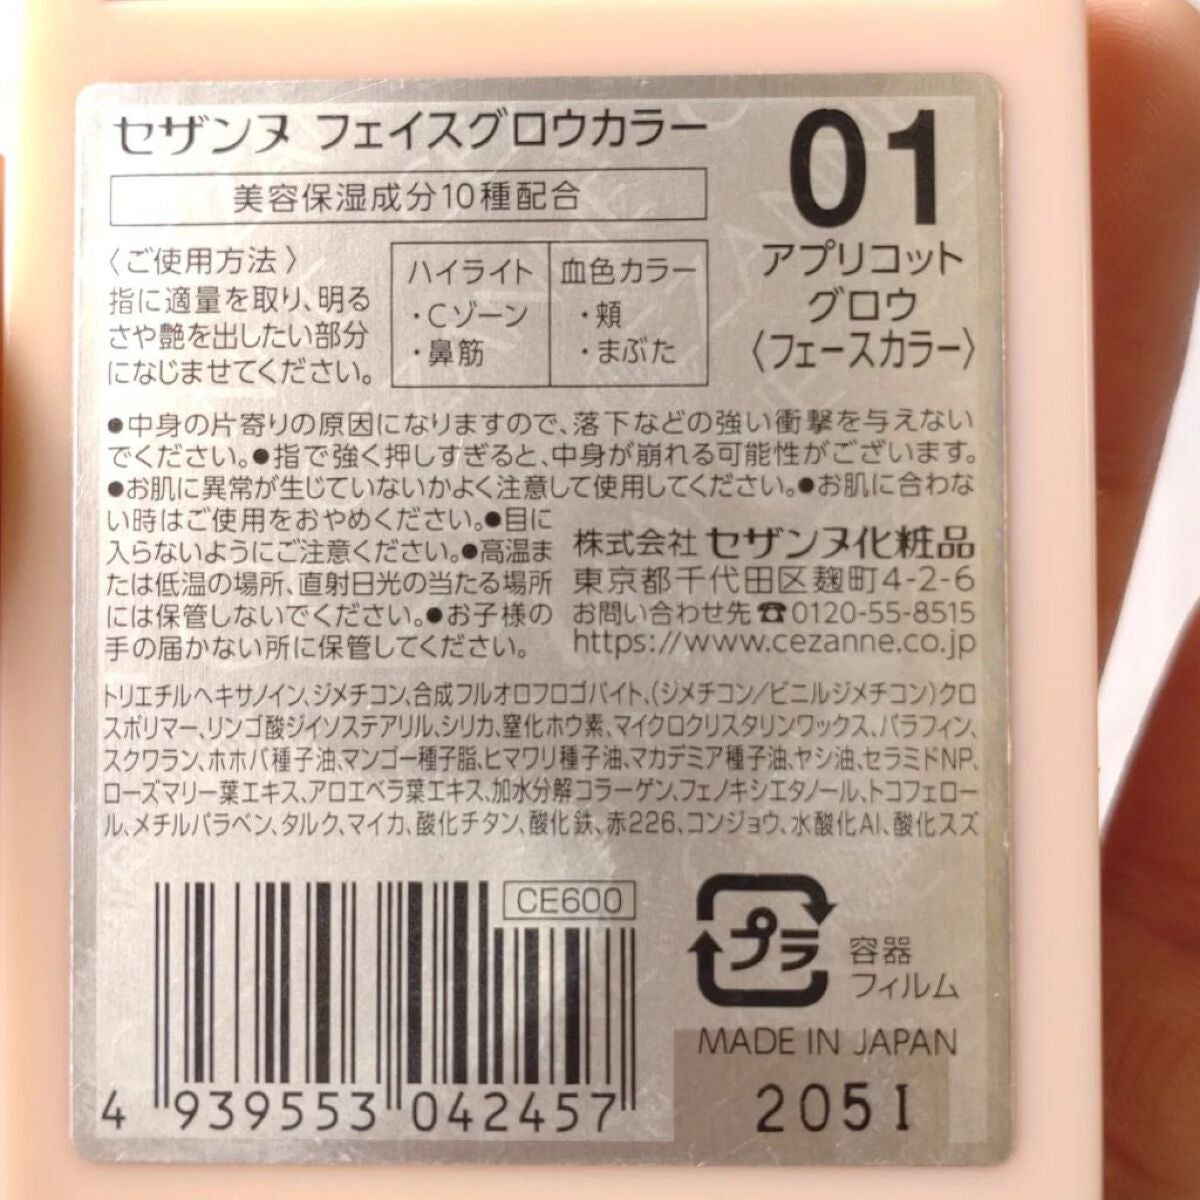 セザンヌ フェイスグロウカラー
美容保湿成分10種配合
01
アプリコット
グロウ
〈フェースカラー〉
〈ご使用方法〉
指に適量を取り、明る
さや艶を出したい部分
になじませてください。
ハイライト
・Cゾーン
・鼻筋
血色カラー
・頬
・まぶた
●中身の片寄りの原因になりますので、落下などの強い衝撃を与えない
でください。●指で強く押しすぎると、中身が崩れる可能性がございます。
●お肌に異常が生じていないかよく注意して使用してください。●お肌に合わな
い時はご使用をおやめください。●目に
入らないようにご注意ください。●高温ま
たは低温の場所、直射日光の当たる場所
には保管しないでください。●お子様の
手の届かない所に保管してください。
株式会社 セザンヌ化粧品
東京都千代田区麹町4-2-6
お問い合わせ先☎0120-55-8515
https://www.cezanne.co.jp
トリエチルヘキサノイン、ジメチコン、合成フルオロフロゴパイト、(ジメチコン/ビニルジメチコン)クロ
スポリマー、リンゴ酸ジイソステアリル、シリカ、窒化ホウ素、マイクロクリスタリンワックス、パラフィン、
スクワラン、ホホバ種子油、マンゴー種子脂、ヒマワリ種子油、マカデミア種子油、ヤシ油、セラミドNP、
ローズマリー葉エキス、アロエベラ葉エキス、加水分解コラーゲン、フェノキシエタノール、トコフェロー
ル、メチルパラベン、タルク、マイカ、酸化チタン、酸化鉄、赤226、コンジョウ、水酸化Al、酸化スズ
CE600
4 939553 042457
プラ
容器
フィルム
MADE IN JAPAN
205I